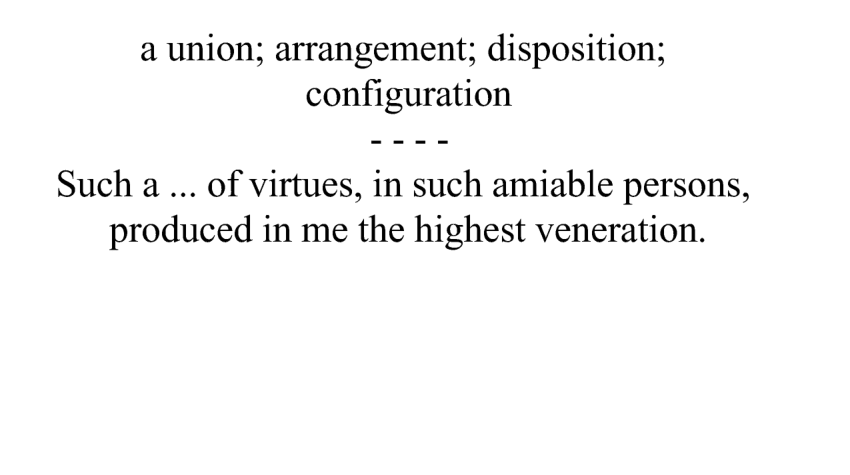 a union; arrangement; disposition;
configuration
- - - -
Such a ... of virtues, in such amiable persons,
produced in me the highest veneration.